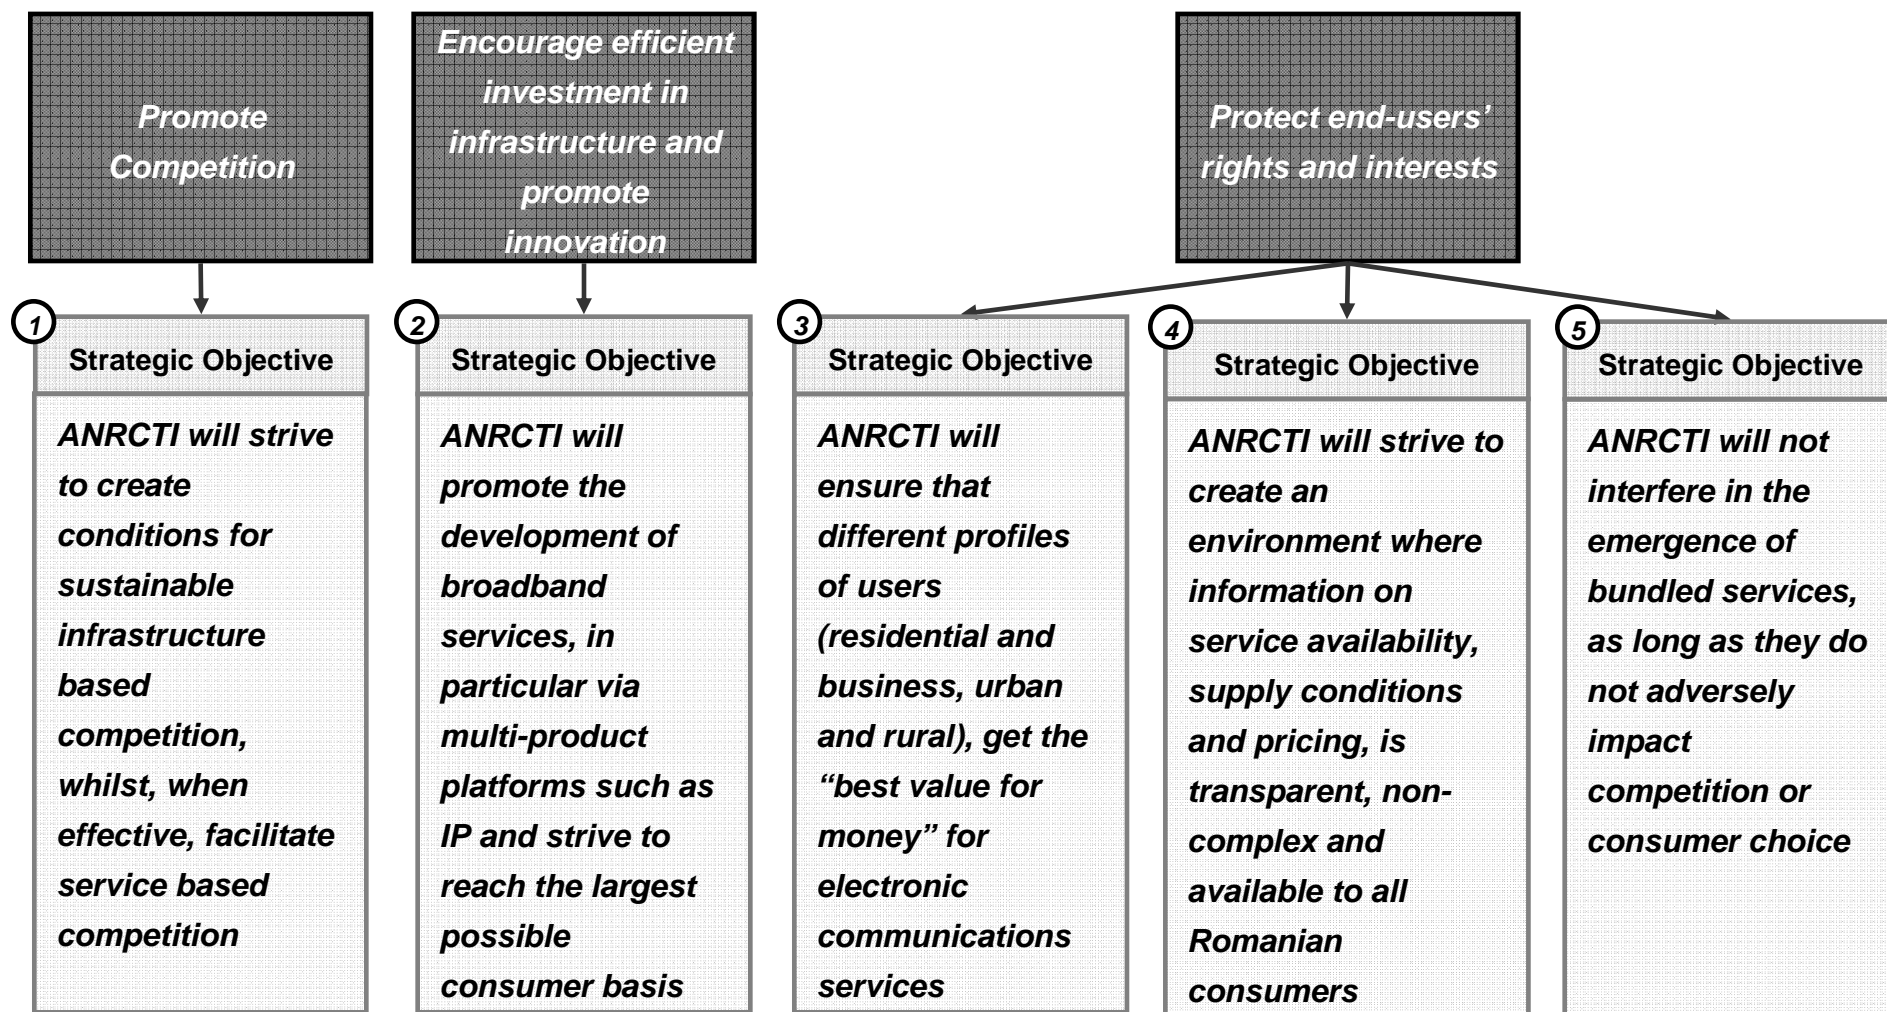 Promote
Competition
Encourage efficient
investment in
infrastructure and
promote
innovation
Protect end-users’
rights and interests
1
Strategic Objective
ANRCTI will strive
to create
conditions for
sustainable
infrastructure
based
competition,
whilst, when
effective, facilitate
service based
competition
2
Strategic Objective
ANRCTI will
promote the
development of
broadband
services, in
particular via
multi-product
platforms such as
IP and strive to
reach the largest
possible
consumer basis
3
Strategic Objective
ANRCTI will
ensure that
different profiles
of users
(residential and
business, urban
and rural), get the
“best value for
money” for
electronic
communications
services
4
Strategic Objective
ANRCTI will strive to
create an
environment where
information on
service availability,
supply conditions
and pricing, is
transparent, non-
complex and
available to all
Romanian
consumers
5
Strategic Objective
ANRCTI will not
interfere in the
emergence of
bundled services,
as long as they do
not adversely
impact
competition or
consumer choice